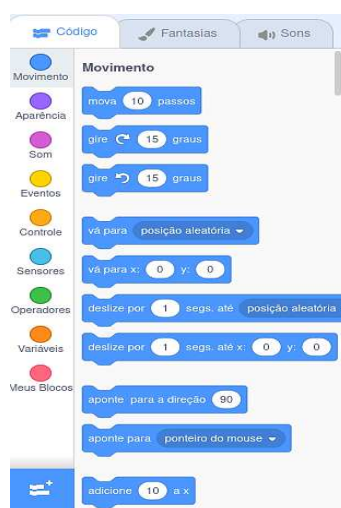 Código Fantasias Sons
Movimento
Aparência
Som
Eventos
Controle
Sensores
Operadores
Variáveis
Meus Blocos
Movimento
mova 10 passos
gire 15 graus
gire 15 graus
vá para posição aleatória
vá para x: 0 y: 0
deslize por 1 segs. até posição aleatória
deslize por 1 segs. até x: 0 y: 0
aponte para a direção 90
aponte para ponteiro do mouse
adicione 10 a x